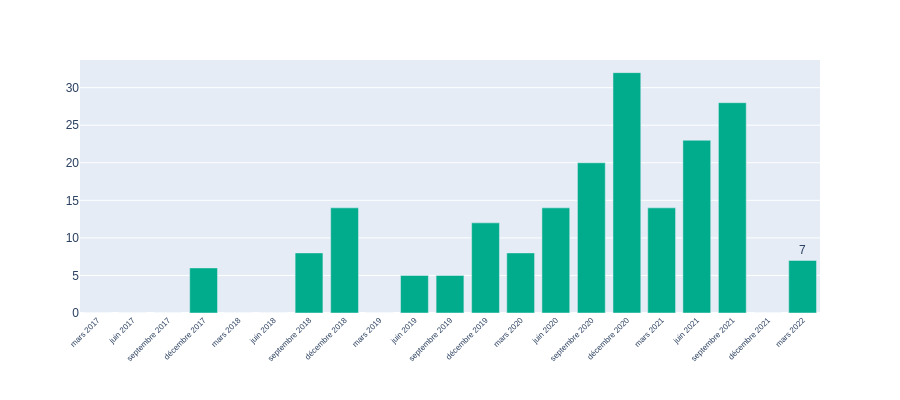 30
25
20
15
10
5
0
7
mars 2017
juin 2017
septembre 2017
décembre 2017
mars 2018
juin 2018
septembre 2018
décembre 2018
mars 2019
juin 2019
septembre 2019
décembre 2019
mars 2020
juin 2020
septembre 2020
décembre 2020
mars 2021
juin 2021
septembre 2021
décembre 2021
mars 2022